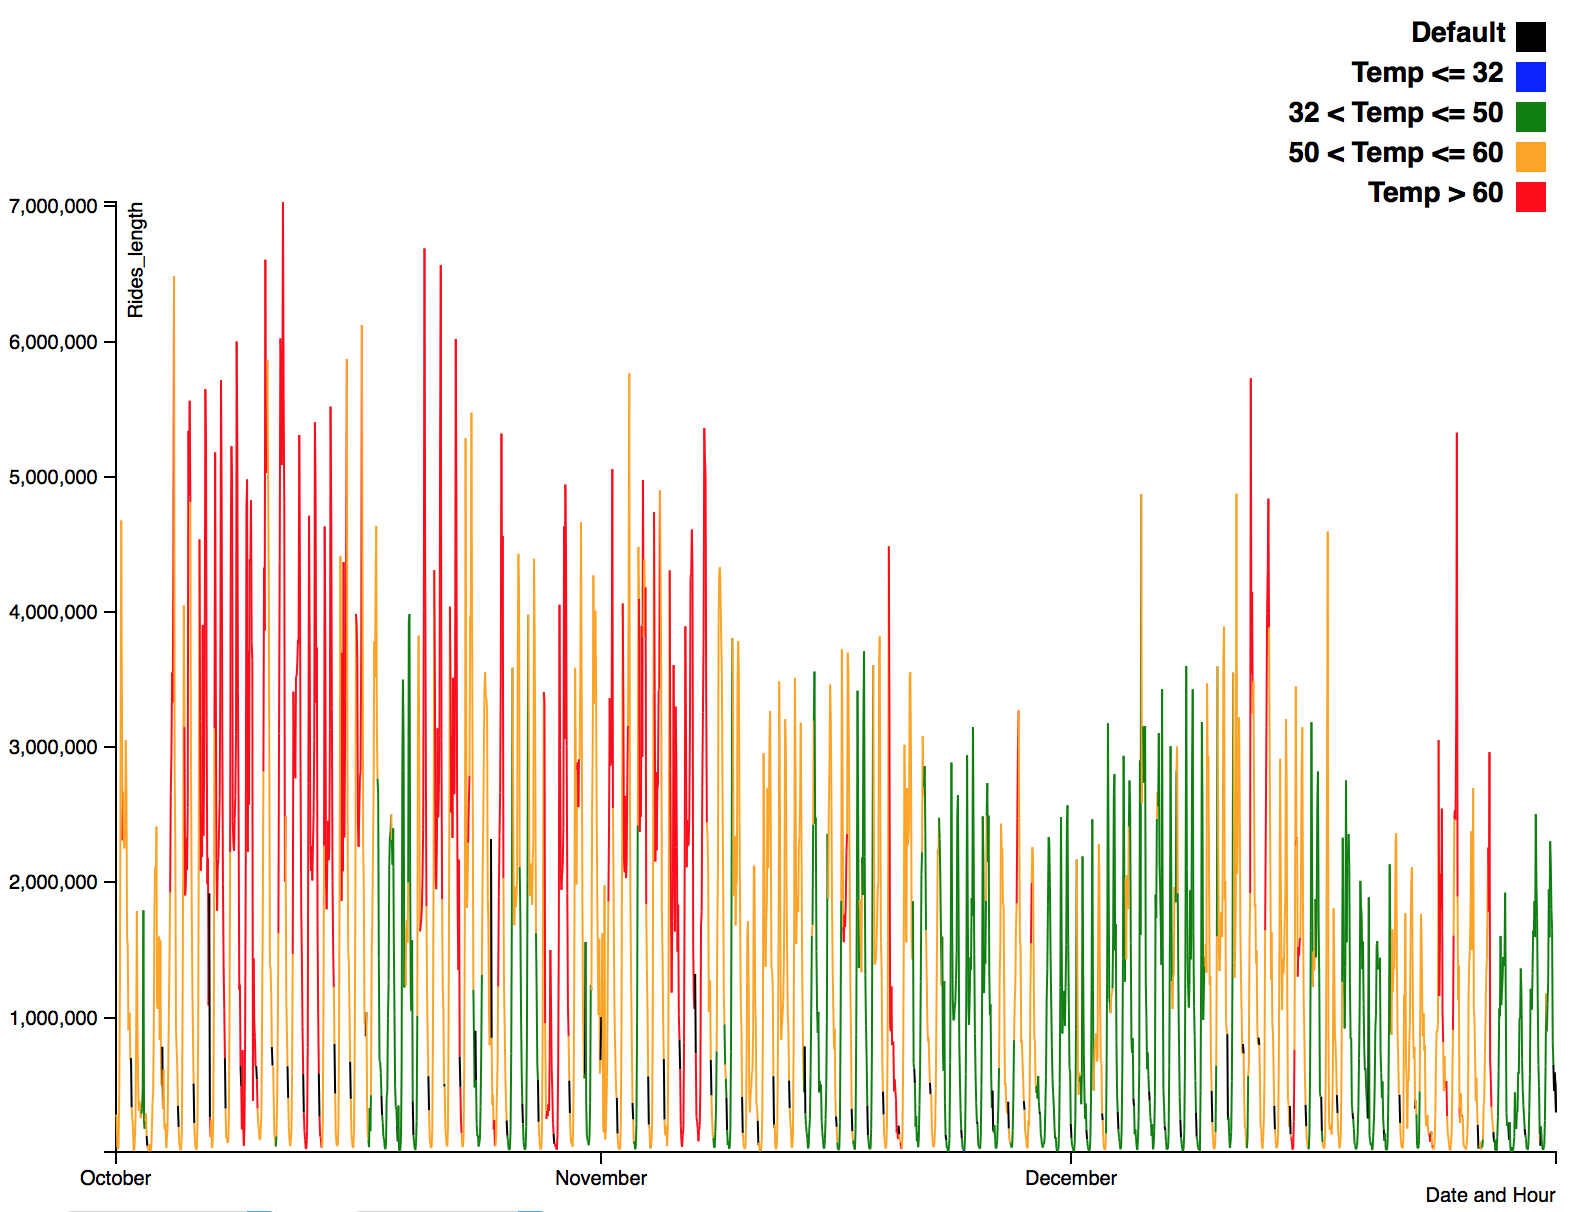 Default
Temp <= 32
32 < Temp <= 50
50 < Temp <= 60
Temp > 60
7,000,000
6,000,000
5,000,000
4,000,000
3,000,000
2,000,000
1,000,000
Rides_length
October
November
December
Date and Hour